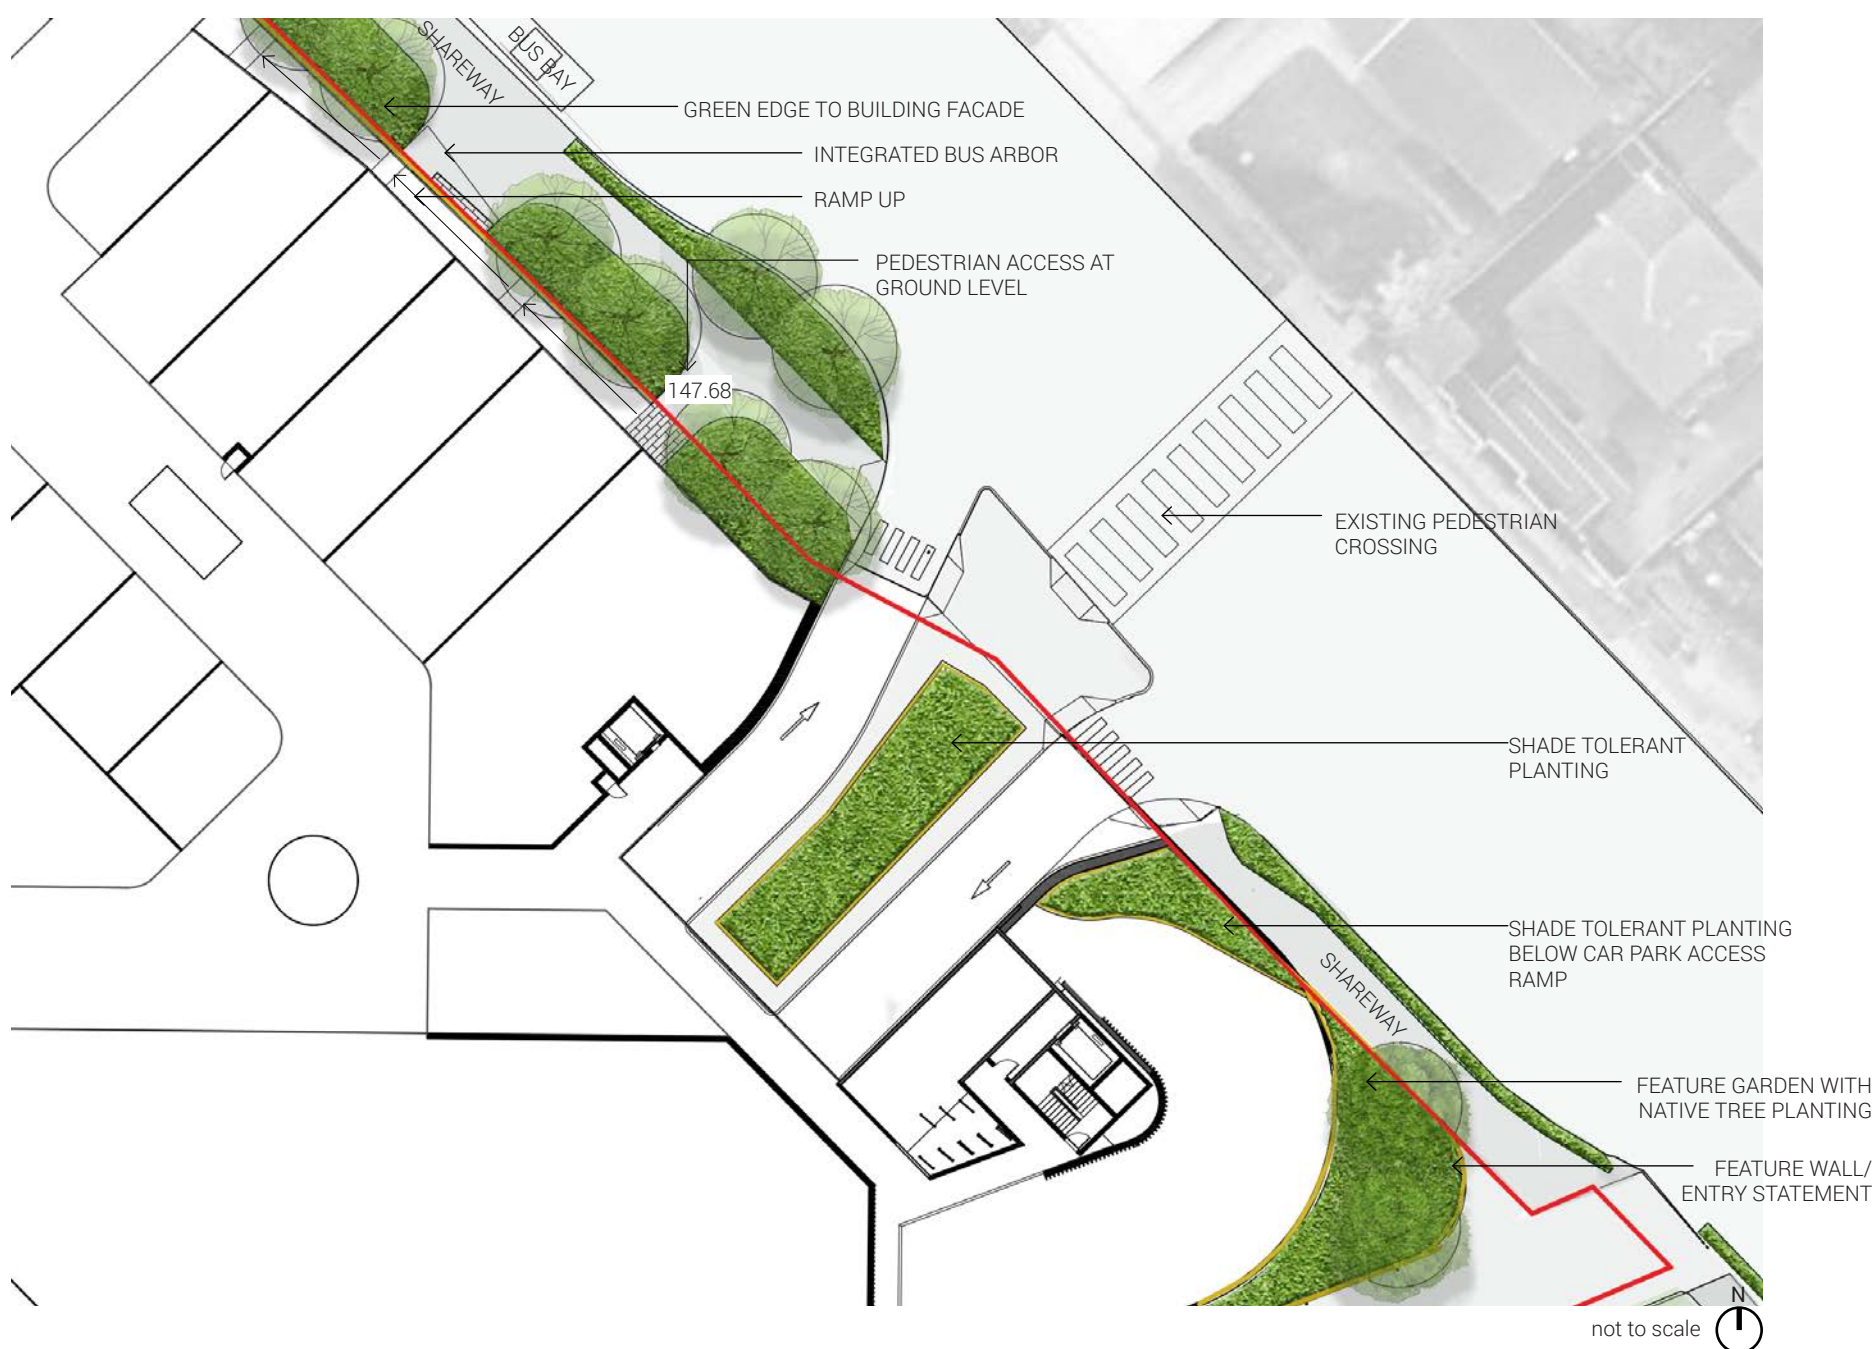 SHAREWAY
BUS BAY
GREEN EDGE TO BUILDING FACADE
INTEGRATED BUS ARBOR
RAMP UP
PEDESTRIAN ACCESS AT
GROUND LEVEL
147.68
EXISTING PEDESTRIAN
CROSSING
SHADE TOLERANT
PLANTING
SHADE TOLERANT PLANTING
BELOW CAR PARK ACCESS
RAMP
SHAREWAY
FEATURE GARDEN WITH
NATIVE TREE PLANTING
FEATURE WALL/
ENTRY STATEMENT
N
not to scale